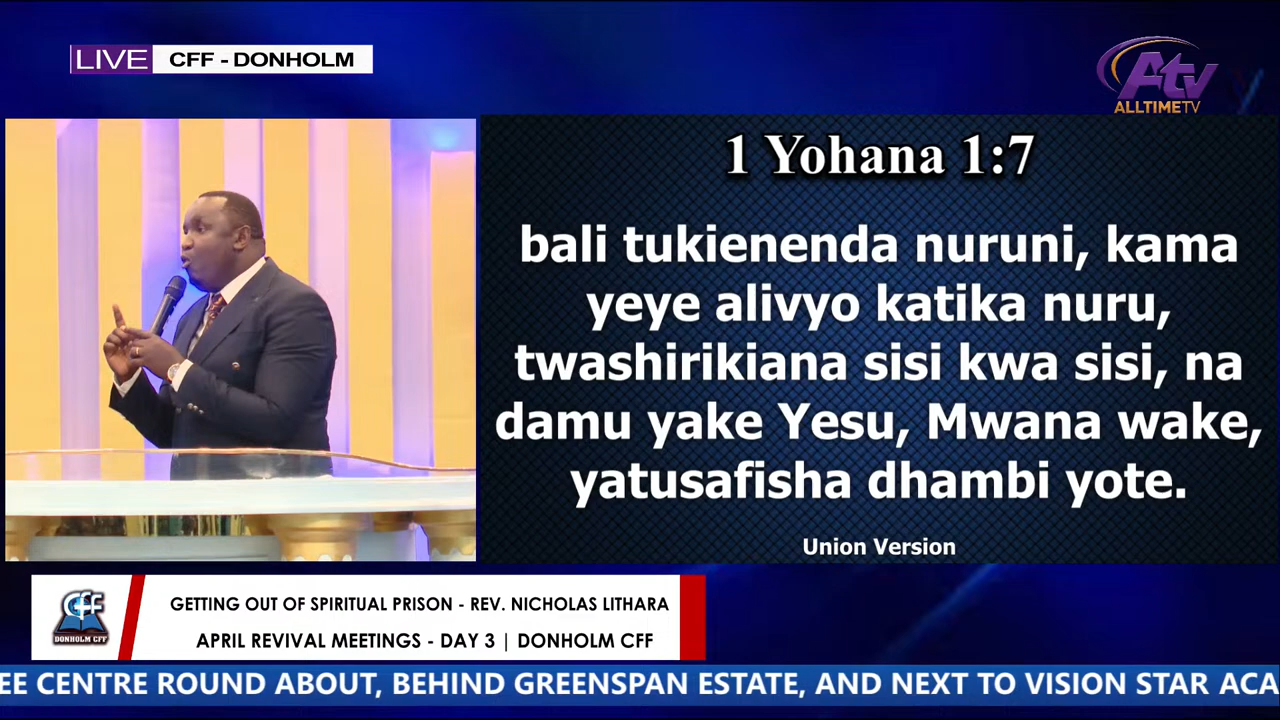 LIVE CFF - DONHOLM
Atv
ALLTIMETV
1 Yohana 1:7
bali tukienenda nuruni, kama
yeye alivyo katika nuru,
twashirikiana sisi kwa sisi, na
damu yake Yesu, Mwana wake,
yatusafisha dhambi yote.
Union Version
CFF
DONHOLM CFF
GETTING OUT OF SPIRITUAL PRISON - REV. NICHOLAS LITHARA
APRIL REVIVAL MEETINGS - DAY 3 | DONHOLM CFF
EE CENTRE ROUND ABOUT, BEHIND GREENSPAN ESTATE, AND NEXT TO VISION STAR ACA